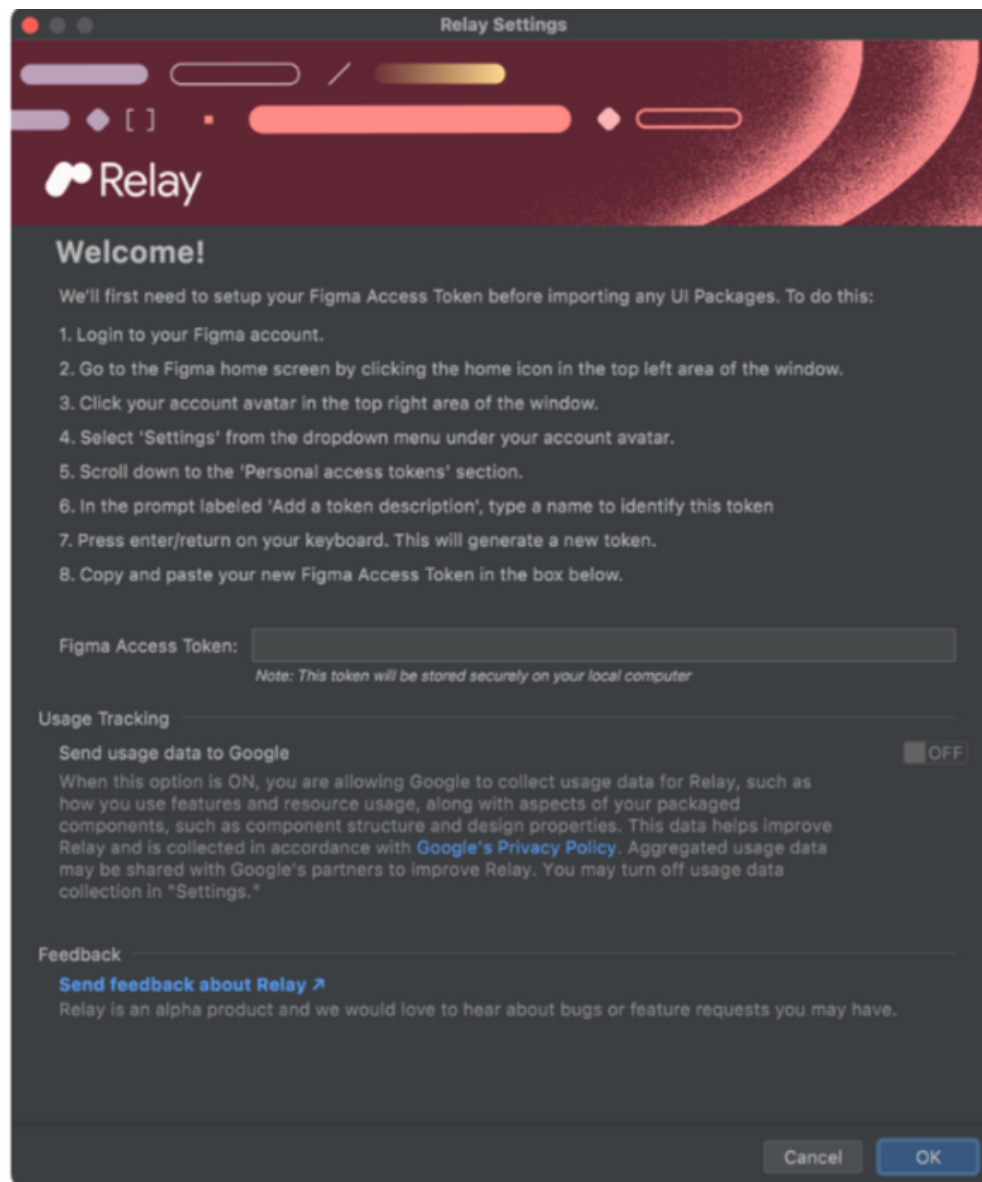 Relay Settings
[ ]
Relay
Welcome!
We'll first need to setup your Figma Access Token before importing any UI Packages. To do this:
1. Login to your Figma account.
2. Go to the Figma home screen by clicking the home icon in the top left area of the window.
3. Click your account avatar in the top right area of the window.
4. Select 'Settings' from the dropdown menu under your account avatar.
5. Scroll down to the 'Personal access tokens' section.
6. In the prompt labeled 'Add a token description', type a name to identify this token
7. Press enter/return on your keyboard. This will generate a new token.
8. Copy and paste your new Figma Access Token in the box below.
Figma Access Token:
Note: This token will be stored securely on your local computer
Usage Tracking
Send usage data to Google OFF
When this option is ON, you are allowing Google to collect usage data for Relay, such as
how you use features and resource usage, along with aspects of your packaged
components, such as component structure and design properties. This data helps improve
Relay and is collected in accordance with Google's Privacy Policy. Aggregated usage data
may be shared with Google's partners to improve Relay. You may turn off usage data
collection in "Settings."
Feedback
Send feedback about Relay ↗
Relay is an alpha product and we would love to hear about bugs or feature requests you may have.
Cancel OK